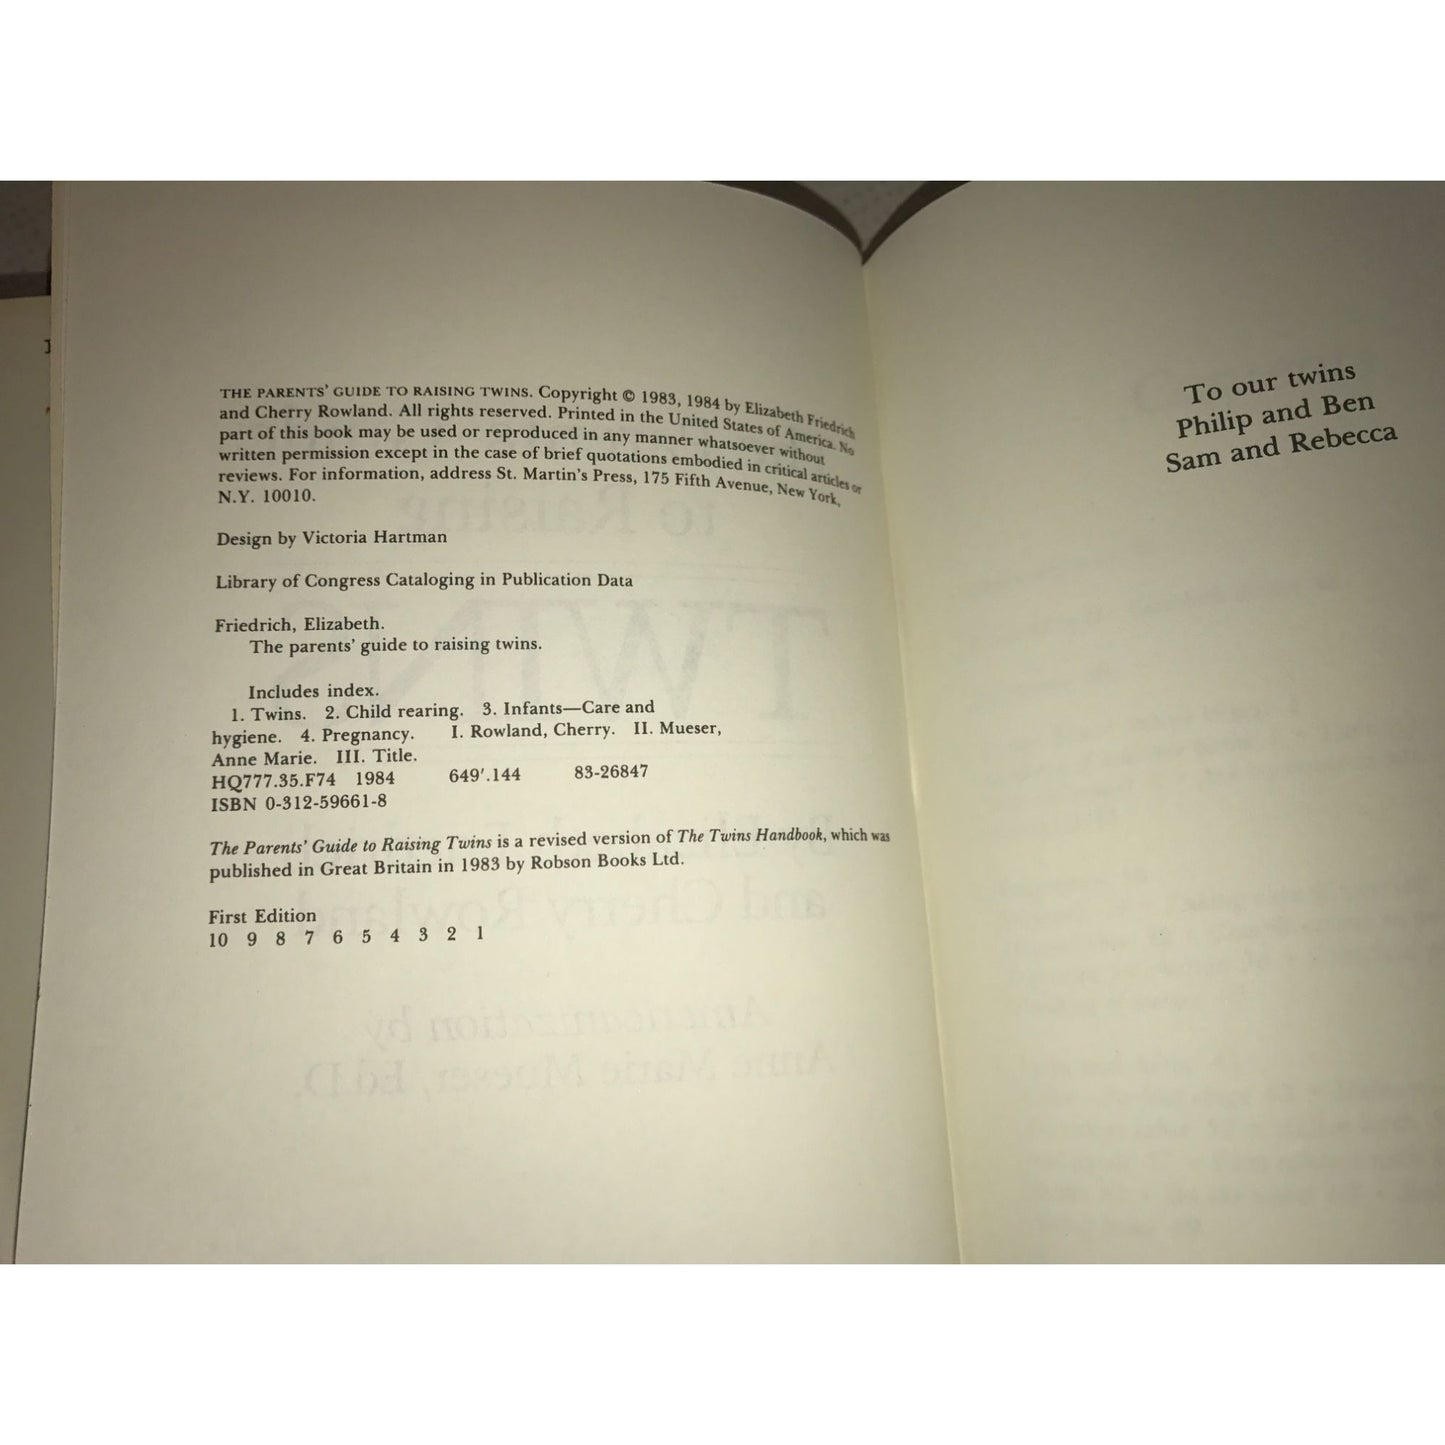 THE PARENTS' GUIDE TO RAISING TWINS. Copyright © 1983, 1984 by Elizabeth Friedrich
and Cherry Rowland. All rights reserved. Printed in the United States of America. No
part of this book may be used or reproduced in any manner whatsoever without
written permission except in the case of brief quotations embodied in critical articles or
reviews. For information, address St. Martin's Press, 175 Fifth Avenue, New York,
N.Y. 10010.
Design by Victoria Hartman
Library of Congress Cataloging in Publication Data
Friedrich, Elizabeth.
The parents' guide to raising twins.
Includes index.
1. Twins. 2. Child rearing. 3. Infants—Care and
hygiene. 4. Pregnancy. I. Rowland, Cherry. II. Mueser,
Anne Marie. III. Title.
HQ777.35.F74 1984 649′.144 83-26847
ISBN 0-312-59661-8
The Parents' Guide to Raising Twins is a revised version of The Twins Handbook, which was
published in Great Britain in 1983 by Robson Books Ltd.
First Edition
10 9 8 7 6 5 4 3 2 1
To our twins
Philip and Ben
Sam and Rebecca